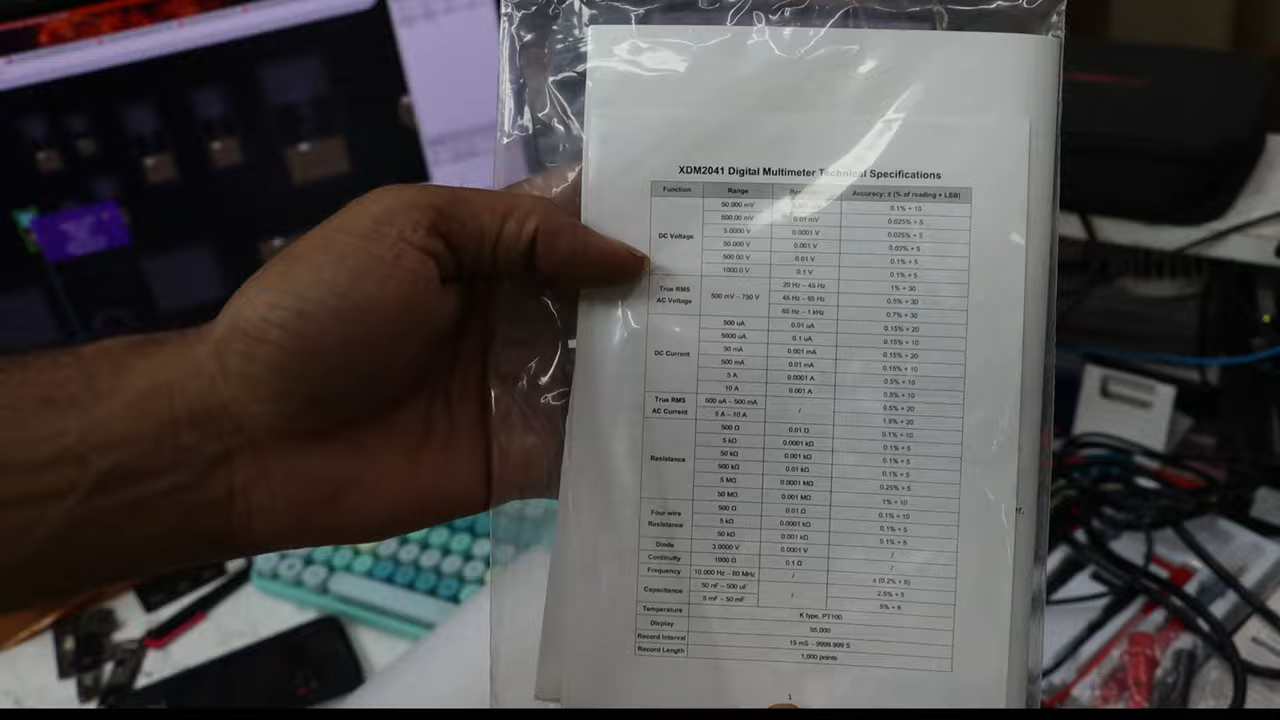 XDM2041 Digital Multimeter Technical Specifications
Function Range Accuracy: ± (% of reading + LSB)
DC Voltage
50.000 mV 0.1% + 10
500.00 mV 0.01 mV 0.025% + 5
5.0000 V 0.0001 V 0.025% + 5
50.000 V 0.001 V 0.03% + 5
500.00 V 0.01 V 0.1% + 5
1000.0 V 0.1 V 0.1% + 5
True RMS AC Voltage
500 mV – 750 V
20 Hz – 45 Hz 1% + 30
45 Hz – 65 Hz 0.5% + 30
65 Hz – 1 kHz 0.7% + 30
DC Current
500 uA 0.01 uA 0.15% + 20
5000 uA 0.1 uA 0.15% + 10
50 mA 0.001 mA 0.15% + 20
500 mA 0.01 mA 0.15% + 10
5 A 0.0001 A 0.5% + 10
10 A 0.001 A 0.5% + 10
True RMS AC Current
500 uA – 500 mA / 0.5% + 20
5 A – 10 A 1.5% + 20
Resistance
500 Ω 0.01 Ω 0.1% + 10
5 kΩ 0.0001 kΩ 0.1% + 5
50 kΩ 0.001 kΩ 0.1% + 5
500 kΩ 0.01 kΩ 0.1% + 5
5 MΩ 0.0001 MΩ 0.25% + 5
50 MΩ 0.001 MΩ 1% + 10
Four-wire Resistance
500 Ω 0.01 Ω 0.1% + 10
5 kΩ 0.0001 kΩ 0.1% + 5
50 kΩ 0.001 kΩ 0.1% + 5
Diode 3.0000 V 0.0001 V /
Continuity 1000 Ω 0.1 Ω /
Frequency 10.000 Hz – 60 MHz / ± (0.2% + 8)
Capacitance
50 nF – 500 uF / 2.5% + 5
5 mF – 50 mF 5% + 8
Temperature K type, PT100
Display 55,000
Record Interval 15 mS – 9999.999 S
Record Length 1,000 points
1